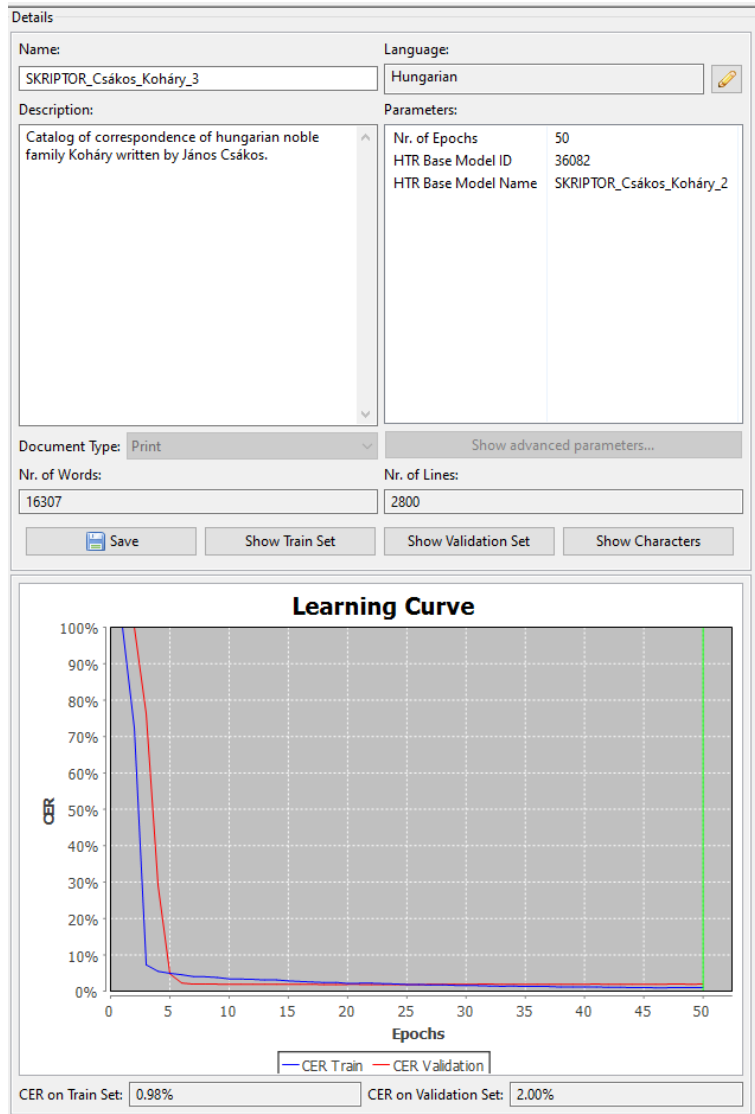 Details
Name:
Language:
SKRIPTOR_Csákos_Koháry_3
Hungarian
Description:
Parameters:
Catalog of correspondence of hungarian noble
family Koháry written by János Csákos.
Nr. of Epochs 50
HTR Base Model ID 36082
HTR Base Model Name SKRIPTOR_Csákos_Koháry_2
Document Type: Print
Show advanced parameters...
Nr. of Words:
Nr. of Lines:
16307
2800
Save
Show Train Set
Show Validation Set
Show Characters
Learning Curve
100%
90%
80%
70%
60%
50%
40%
30%
20%
10%
0%
CER
0 5 10 15 20 25 30 35 40 45 50
Epochs
CER Train CER Validation
CER on Train Set: 0.98%
CER on Validation Set: 2.00%